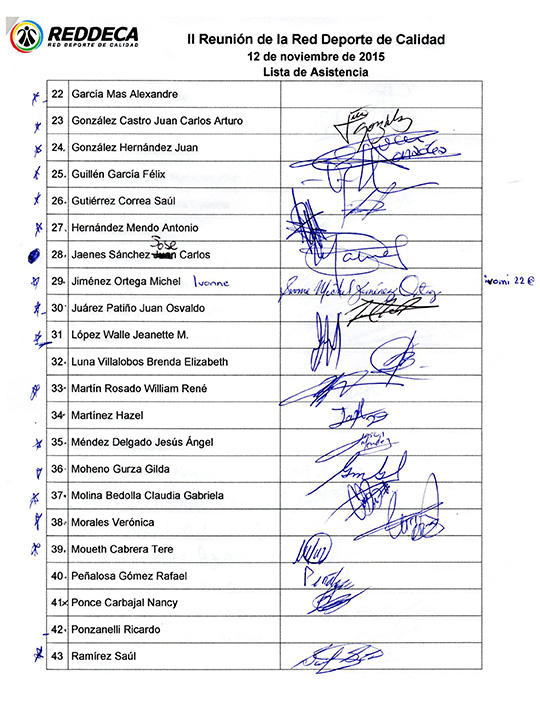 REDDECA
RED DEPORTE DE CALIDAD
II Reunión de la Red Deporte de Calidad
12 de noviembre de 2015
Lista de Asistencia
22 Garcia Mas Alexandre
23 González Castro Juan Carlos Arturo
24. González Hernández Juan
25. Guillén García Félix
26. Gutiérrez Correa Saúl
27. Hernández Mendo Antonio
Jose
28. Jaenes Sánchez Juan Carlos
29. Jiménez Ortega Michel Ivonne Ivonne Michel Jiménez Ortega ivomi 22@
30 Juárez Patiño Juan Osvaldo
31 López Walle Jeanette M.
32. Luna Villalobos Brenda Elizabeth
33. Martín Rosado William René
34. Martínez Hazel
35. Méndez Delgado Jesús Ángel
36. Moheno Gurza Gilda
37. Molina Bedolla Claudia Gabriela
38. Morales Verónica
39. Moueth Cabrera Tere
40. Peñalosa Gómez Rafael
41 Ponce Carbajal Nancy
42. Ponzanelli Ricardo
43 Ramírez Saúl